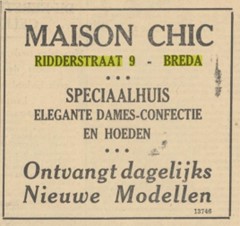 MAISON CHIC
RIDDERSTRAAT 9 - BREDA
•••
SPECIAALHUIS
ELEGANTE DAMES-CONFECTIE
EN HOEDEN
•••
Ontvangt dagelijks
Nieuwe Modellen
13746